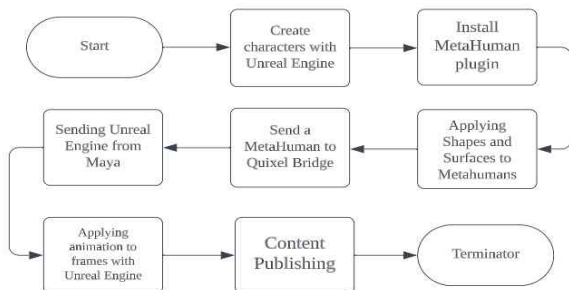 Start
Create
characters with
Unreal Engine
Install
MetaHuman
plugin
Applying
Shapes and
Surfaces to
Metahumans
Send a
MetaHuman to
Quixel Bridge
Sending Unreal
Engine from
Maya
Applying
animation to
frames with
Unreal Engine
Content
Publishing
Terminator